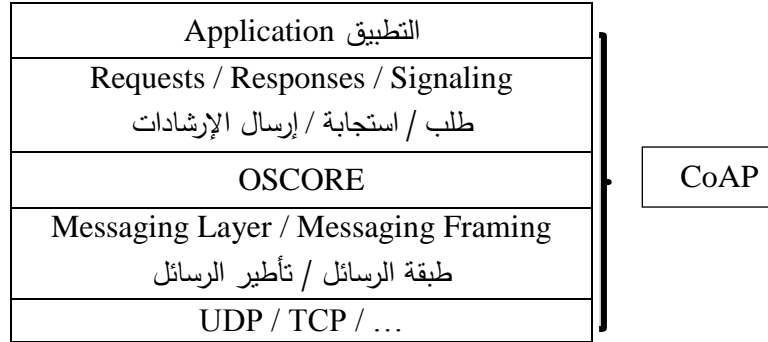 Application التطبيق
Requests / Responses / Signaling
طلب / استجابة / إرسال الإرشادات
OSCORE
Messaging Layer / Messaging Framing
طبقة الرسائل / تأطير الرسائل
UDP / TCP / …
CoAP